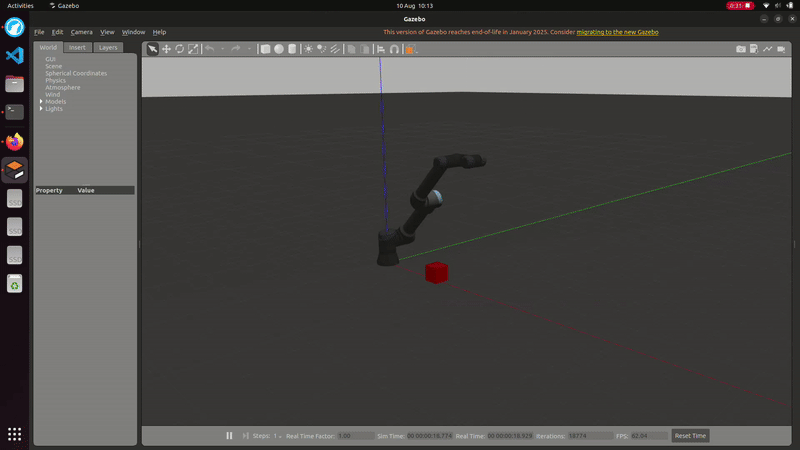 Activities Gazebo 10 Aug 10:13 0:31
Gazebo
File Edit Camera View Window Help This version of Gazebo reaches end-of-life in January 2025. Consider migrating to the new Gazebo
World Insert Layers
GUI
Scene
Spherical Coordinates
Physics
Atmosphere
Wind
Models
Lights
Property Value
SSD
SSD
SSD
Steps: 1 Real Time Factor: 1.00 Sim Time: 00 00:00:18.774 Real Time: 00 00:00:18.929 Iterations: 18774 FPS: 62.04 Reset Time